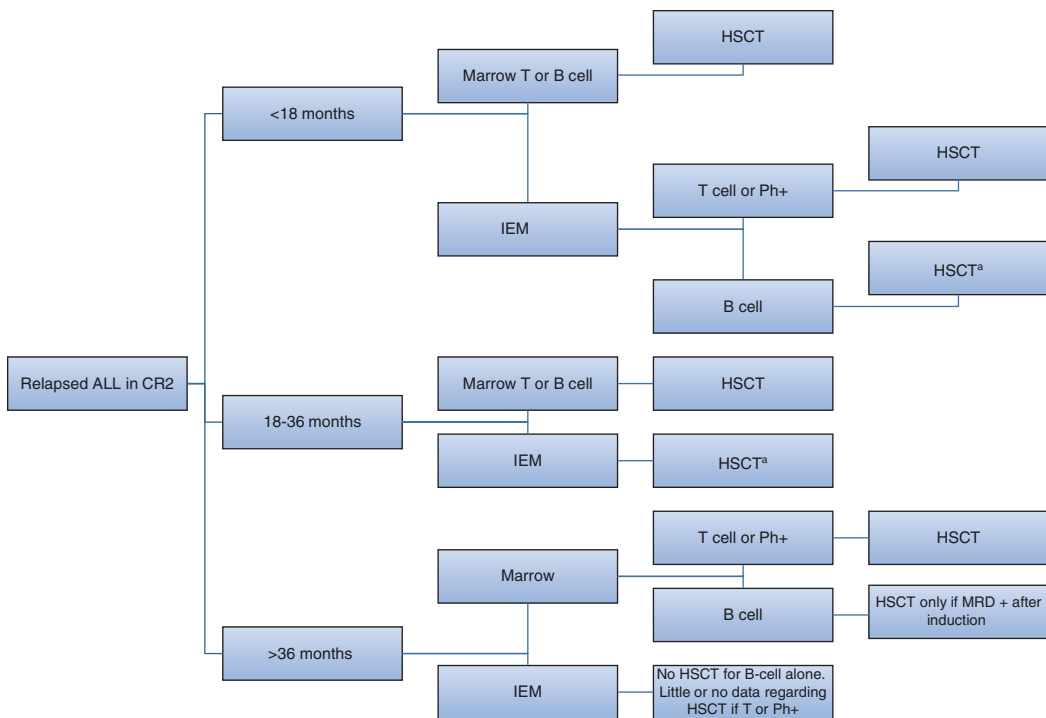 Relapsed ALL in CR2
<18 months
Marrow T or B cell
HSCT
IEM
T cell or Ph+
HSCT
B cell
HSCTᵃ
18-36 months
Marrow T or B cell
HSCT
IEM
HSCTᵃ
>36 months
Marrow
T cell or Ph+
HSCT
B cell
HSCT only if MRD + after
induction
IEM
No HSCT for B-cell alone.
Little or no data regarding
HSCT if T or Ph+